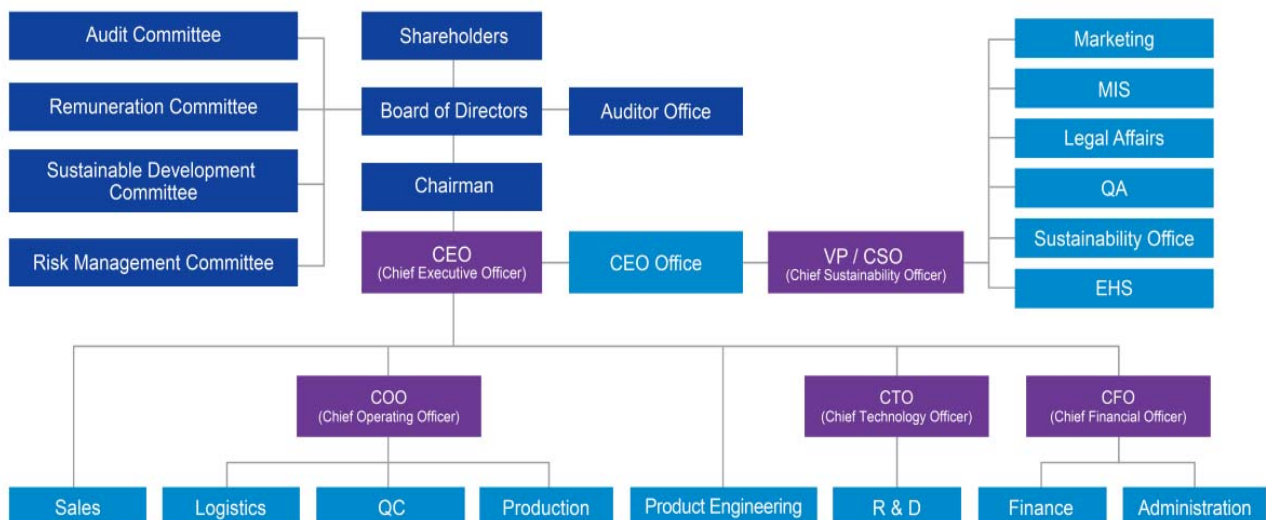 Audit Committee
Shareholders
Marketing
Remuneration Committee
Board of Directors
Auditor Office
MIS
Legal Affairs
Sustainable Development
Committee
Chairman
QA
Risk Management Committee
CEO
(Chief Executive Officer)
CEO Office
VP / CSO
(Chief Sustainability Officer)
Sustainability Office
EHS
COO
(Chief Operating Officer)
CTO
(Chief Technology Officer)
CFO
(Chief Financial Officer)
Sales
Logistics
QC
Production
Product Engineering
R & D
Finance
Administration